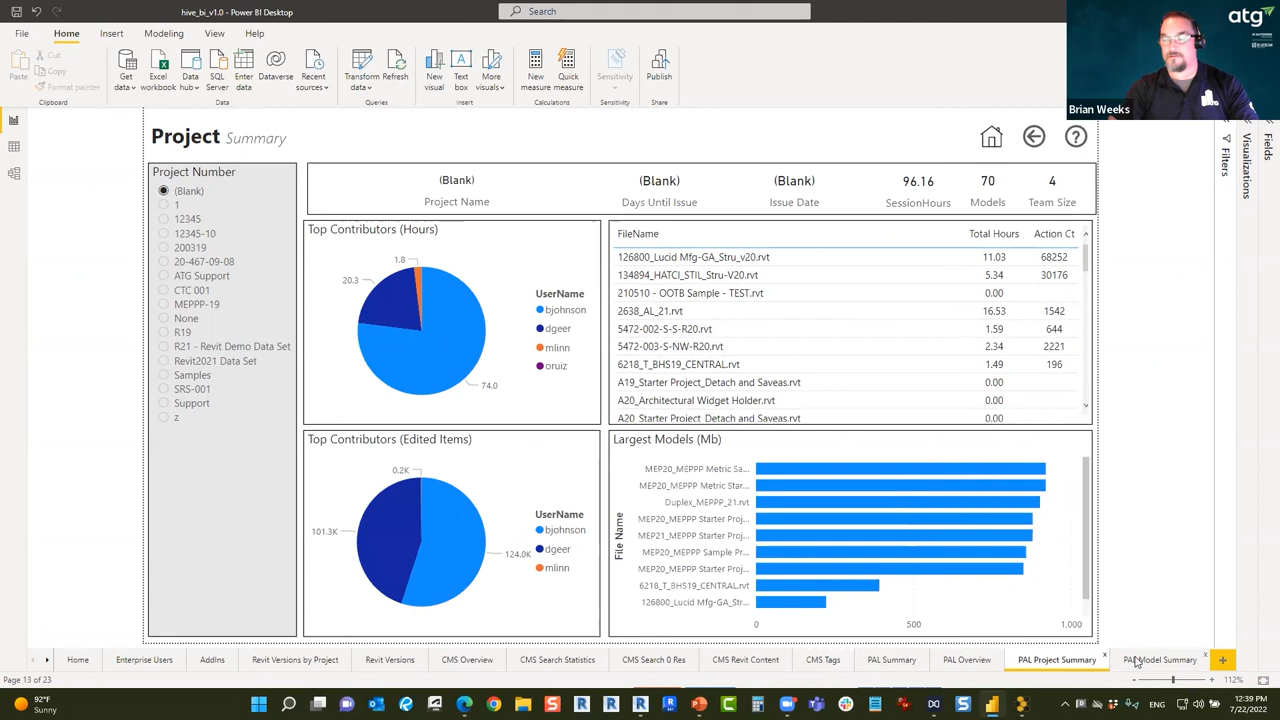 hive_bi_v1.0 - Power BI Desktop
Search
File Home Insert Modeling View Help
Cut
Copy
Format painter
Paste
Get data
Excel workbook
Data hub
SQL Server
Enter data
Dataverse
Recent sources
Transform data
Refresh
New visual
Text box
More visuals
New measure
Quick measure
Sensitivity
Publish
Clipboard
Data
Queries
Insert
Calculations
Sensitivity
Share
atg
Brian Weeks
ATG
Filters
Visualizations
Fields
Project Summary
?
Project Number
(Blank)
1
12345
12345-10
200319
20-467-09-08
ATG Support
CTC 001
MEPPP-19
None
R19
R21 - Revit Demo Data Set
Revit2021 Data Set
Samples
SRS-001
Support
z
(Blank) (Blank) (Blank) 96.16 70 4
Project Name Days Until Issue Issue Date SessionHours Models Team Size
Top Contributors (Hours)
1.8
20.3
74.0
UserName
bjohnson
dgeer
mlinn
oruiz
FileName Total Hours Action Ct
126800_Lucid Mfg-GA_Stru_v20.rvt 11.03 68252
134894_HATCI_STIL_Stru-V20.rvt 5.34 30176
210510 - OOTB Sample - TEST.rvt 0.00
2638_AL_21.rvt 16.53 1542
5472-002-S-S-R20.rvt 1.59 644
5472-003-S-NW-R20.rvt 2.34 2221
6218_T_BHS19_CENTRAL.rvt 1.49 196
A19_Starter Project_Detach and Saveas.rvt 0.00
A20_Architectural Widget Holder.rvt 0.00
A20_Starter Project_Detach and Saveas.rvt 0.00
Top Contributors (Edited Items)
0.2K
101.3K
124.0K
UserName
bjohnson
dgeer
mlinn
Largest Models (Mb)
File Name
MEP20_MEPPP Metric Sa...
MEP20_MEPPP Metric Star...
Duplex_MEPPP_21.rvt
MEP20_MEPPP Starter Proj...
MEP21_MEPPP Starter Proj...
MEP20_MEPPP Sample Pr...
MEP20_MEPPP Starter Proj...
6218_T_BHS19_CENTRAL.rvt
126800_Lucid Mfg-GA_Str...
0 500 1,000
Home Enterprise Users AddIns Revit Versions by Project Revit Versions CMS Overview CMS Search Statistics CMS Search 0 Res CMS Revit Content CMS Tags PAL Summary PAL Overview PAL Project Summary PAL Model Summary
Page 13 of 23
112%
92°F
Sunny
ENG
12:39 PM
7/22/2022